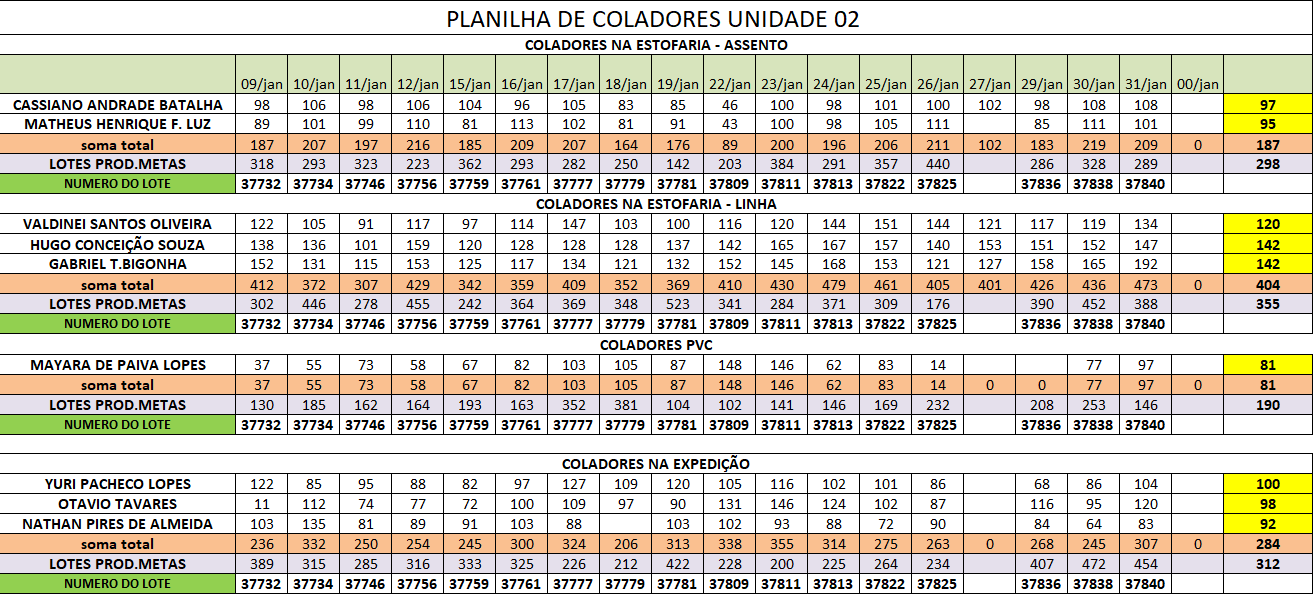 PLANILHA DE COLADORES UNIDADE 02
COLADORES NA ESTOFARIA - ASSENTO
09/jan 10/jan 11/jan 12/jan 15/jan 16/jan 17/jan 18/jan 19/jan 22/jan 23/jan 24/jan 25/jan 26/jan 27/jan 29/jan 30/jan 31/jan 00/jan
CASSIANO ANDRADE BATALHA 98 106 98 106 104 96 105 83 85 46 100 98 101 100 102 98 108 108 97
MATHEUS HENRIQUE F. LUZ 89 101 99 110 81 113 102 81 91 43 100 98 105 111 85 111 101 95
soma total 187 207 197 216 185 209 207 164 176 89 200 196 206 211 102 183 219 209 0 187
LOTES PROD.METAS 318 293 323 223 362 293 282 250 142 203 384 291 357 440 286 328 289 298
NUMERO DO LOTE 37732 37734 37746 37756 37759 37761 37777 37779 37781 37809 37811 37813 37822 37825 37836 37838 37840
COLADORES NA ESTOFARIA - LINHA
VALDINEI SANTOS OLIVEIRA 122 105 91 117 97 114 147 103 100 116 120 144 151 144 121 117 119 134 120
HUGO CONCEIÇÃO SOUZA 138 136 101 159 120 128 128 128 137 142 165 167 157 140 153 151 152 147 142
GABRIEL T.BIGONHA 152 131 115 153 125 117 134 121 132 152 145 168 153 121 127 158 165 192 142
soma total 412 372 307 429 342 359 409 352 369 410 430 479 461 405 401 426 436 473 0 404
LOTES PROD.METAS 302 446 278 455 242 364 369 348 523 341 284 371 309 176 390 452 388 355
NUMERO DO LOTE 37732 37734 37746 37756 37759 37761 37777 37779 37781 37809 37811 37813 37822 37825 37836 37838 37840
COLADORES PVC
MAYARA DE PAIVA LOPES 37 55 73 58 67 82 103 105 87 148 146 62 83 14 77 97 81
soma total 37 55 73 58 67 82 103 105 87 148 146 62 83 14 0 0 77 97 0 81
LOTES PROD.METAS 130 185 162 164 193 163 352 381 104 102 141 146 169 232 208 253 146 190
NUMERO DO LOTE 37732 37734 37746 37756 37759 37761 37777 37779 37781 37809 37811 37813 37822 37825 37836 37838 37840
COLADORES NA EXPEDIÇÃO
YURI PACHECO LOPES 122 85 95 88 82 97 127 109 120 105 116 102 101 86 68 86 104 100
OTAVIO TAVARES 11 112 74 77 72 100 109 97 90 131 146 124 102 87 116 95 120 98
NATHAN PIRES DE ALMEIDA 103 135 81 89 91 103 88 103 102 93 88 72 90 84 64 83 92
soma total 236 332 250 254 245 300 324 206 313 338 355 314 275 263 0 268 245 307 0 284
LOTES PROD.METAS 389 315 285 316 333 325 226 212 422 228 200 225 264 234 407 472 454 312
NUMERO DO LOTE 37732 37734 37746 37756 37759 37761 37777 37779 37781 37809 37811 37813 37822 37825 37836 37838 37840